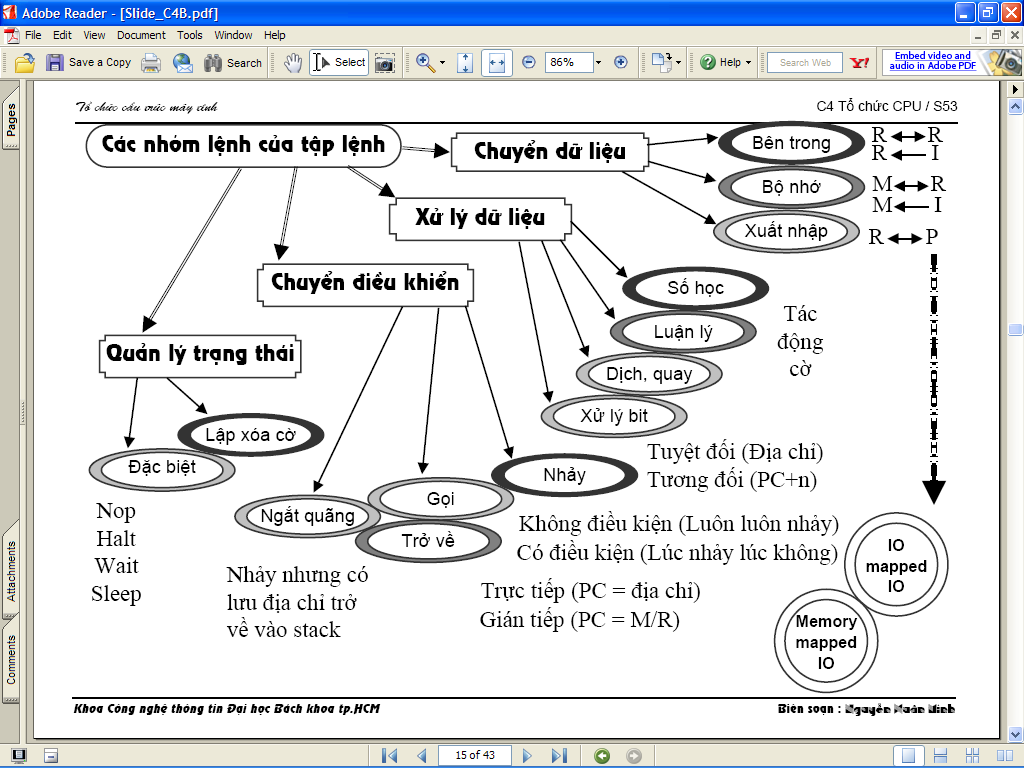 Adobe Reader - [Slide_C4B.pdf]
File Edit View Document Tools Window Help
Save a Copy Search Select 86% Help Search Web Y!
Embed video and
audio in Adobe PDF
Pages
Attachments
Comments
Tổ chức cấu trúc máy tính
C4 Tổ chức CPU / S53
Các nhóm lệnh của tập lệnh
Chuyển dữ liệu
Bên trong
R R
R I
Bộ nhớ
M R
M I
Xuất nhập
R P
Xử lý dữ liệu
Số học
Luận lý
Dịch, quay
Xử lý bit
Tác
động
cờ
Chuyển điều khiển
Quản lý trạng thái
Lập xóa cờ
Đặc biệt
Nop
Halt
Wait
Sleep
Ngắt quãng
Gọi
Trở về
Nhảy
Nhảy nhưng có
lưu địa chỉ trở
về vào stack
Tuyệt đối (Địa chỉ)
Tương đối (PC+n)
Không điều kiện (Luôn luôn nhảy)
Có điều kiện (Lúc nhảy lúc không)
Trực tiếp (PC = địa chỉ)
Gián tiếp (PC = M/R)
IO
mapped
IO
Memory
mapped
IO
Khoa Công nghệ thông tin Đại học Bách khoa tp.HCM
Biên soạn :
15 of 43